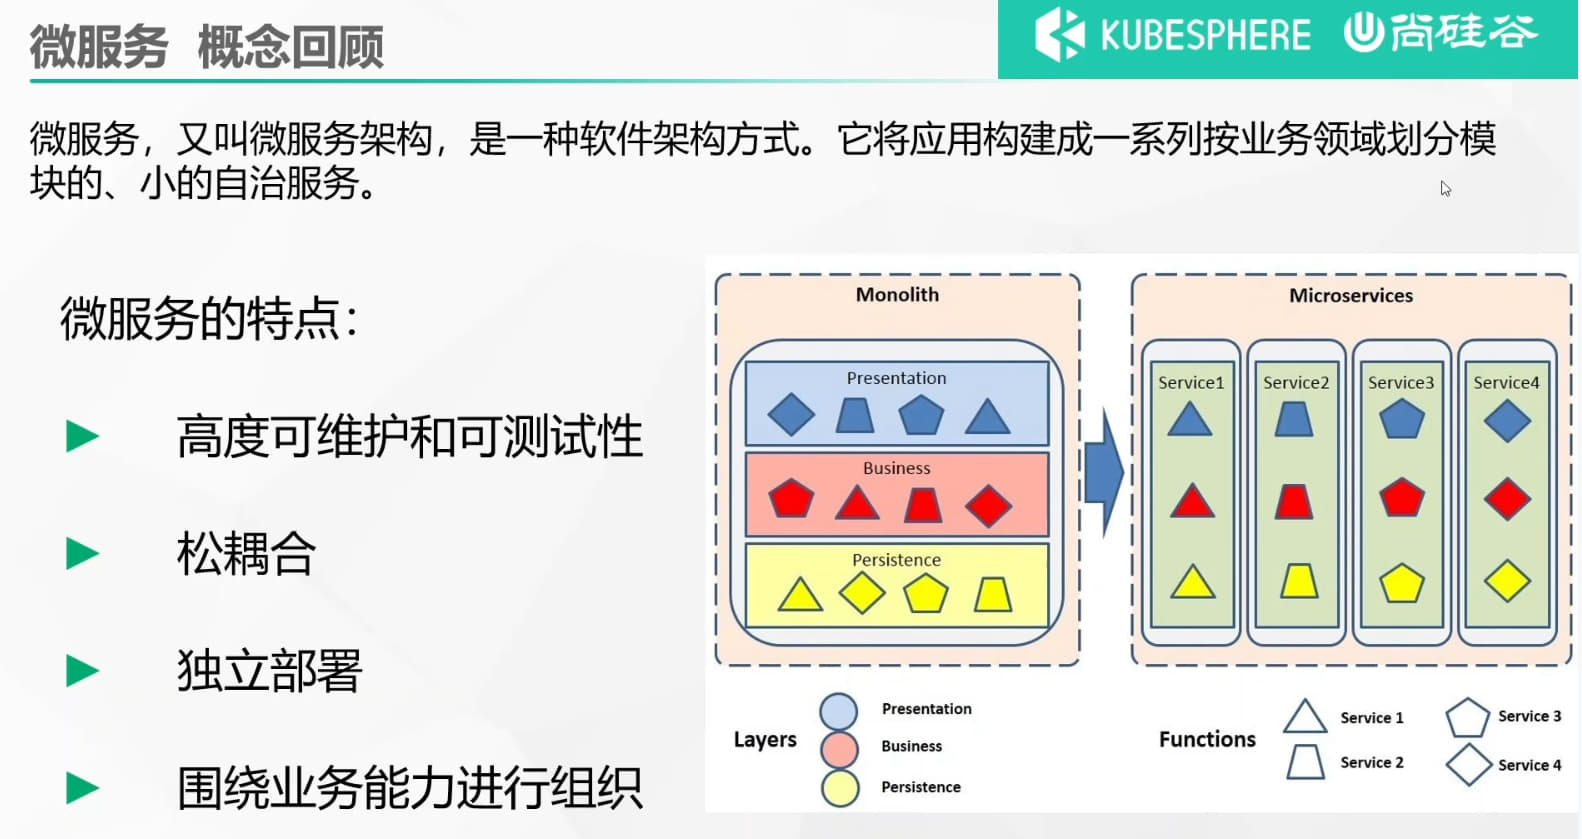 微服务 概念回顾
KUBESPHERE 尚硅谷
微服务，又叫微服务架构，是一种软件架构方式。它将应用构建成一系列按业务领域划分模
块的、小的自治服务。
微服务的特点：
高度可维护和可测试性
松耦合
独立部署
围绕业务能力进行组织
Monolith
Presentation
Business
Persistence
Microservices
Service1 Service2 Service3 Service4
Layers
Presentation
Business
Persistence
Functions
Service 1
Service 2
Service 3
Service 4